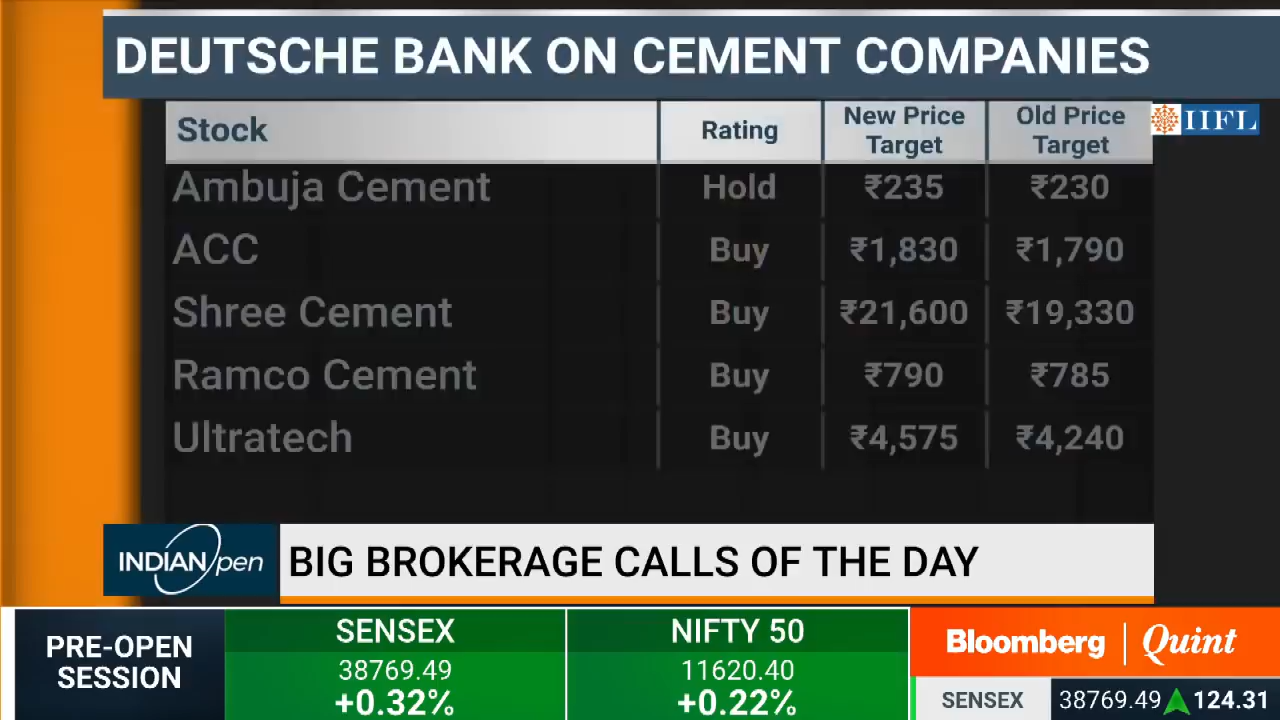 DEUTSCHE BANK ON CEMENT COMPANIES
Stock Rating New Price Target Old Price Target
IIFL
Ambuja Cement Hold ₹235 ₹230
ACC Buy ₹1,830 ₹1,790
Shree Cement Buy ₹21,600 ₹19,330
Ramco Cement Buy ₹790 ₹785
Ultratech Buy ₹4,575 ₹4,240
INDIAN Open BIG BROKERAGE CALLS OF THE DAY
PRE-OPEN SESSION
SENSEX
38769.49
+0.32%
NIFTY 50
11620.40
+0.22%
Bloomberg | Quint
SENSEX 38769.49 ▲ 124.31